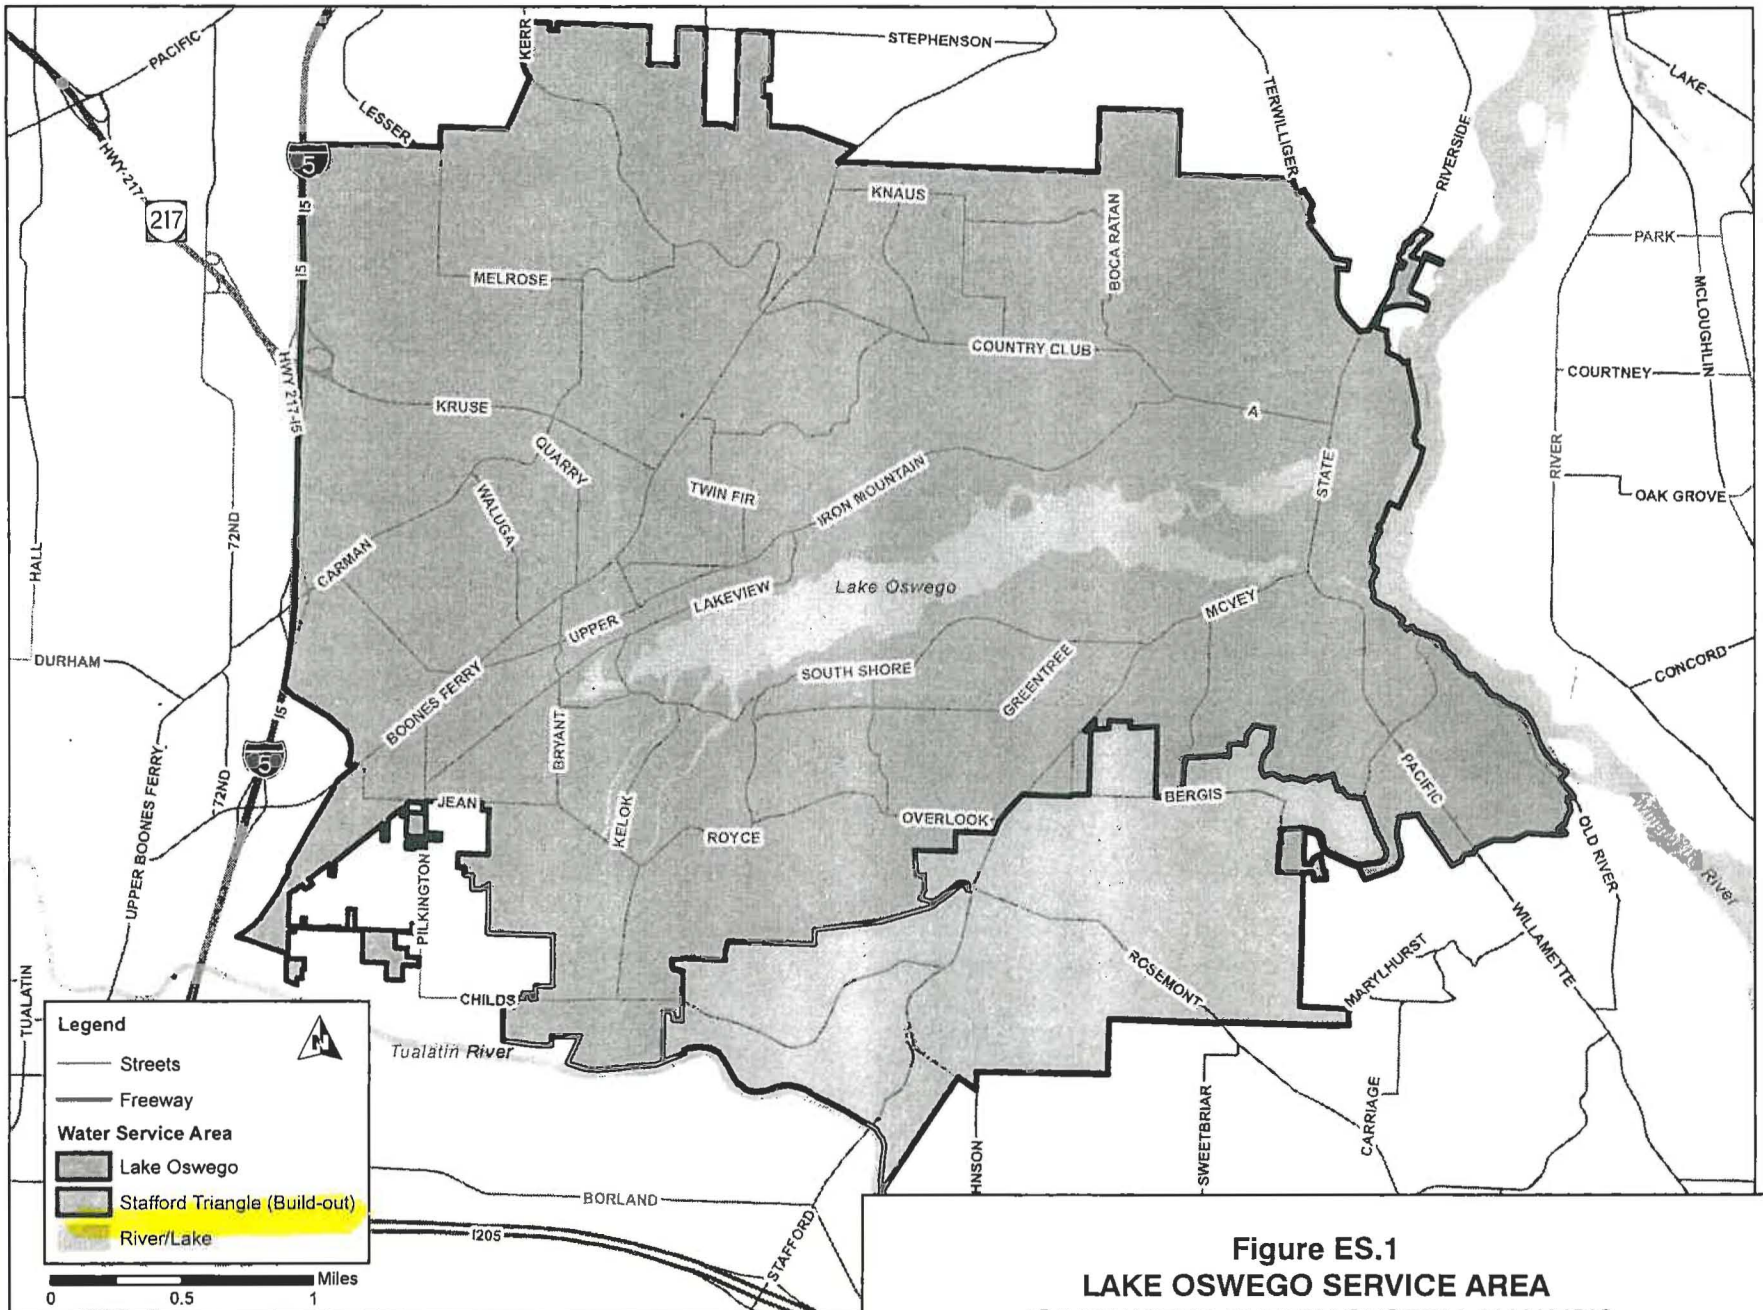 PACIFIC
KERR
STEPHENSON
LAKE
LESSER
TERWILLIGER
RIVERSIDE
5
HWY-217
217
I5
KNAUS
BOCA RATAN
PARK
MCLOUGHLIN
I5
MELROSE
COUNTRY CLUB
COURTNEY
HWY 217-I5
KRUSE
A
QUARRY
TWIN FIR
IRON MOUNTAIN
STATE
RIVER
OAK GROVE
WALUGA
72ND
HALL
CARMAN
LAKEVIEW
Lake Oswego
MCVEY
UPPER
DURHAM
BOONES FERRY
SOUTH SHORE
GREENTREE
CONCORD
I5
BRYANT
5
72ND
UPPER BOONES FERRY
JEAN
KELOK
ROYCE
OVERLOOK
BERGIS
PACIFIC
OLD RIVER
River
PILKINGTON
TUALATIN
CHILDS
ROSEMONT
MARYLHURST
WILLAMETTE
Tualatin River
HNSON
SWEETBRIAR
CARRIAGE
BORLAND
I205
STAFFORD
Legend
N
Streets
Freeway
Water Service Area
Lake Oswego
Stafford Triangle (Build-out)
River/Lake
Miles
0 0.5 1
Figure ES.1
LAKE OSWEGO SERVICE AREA